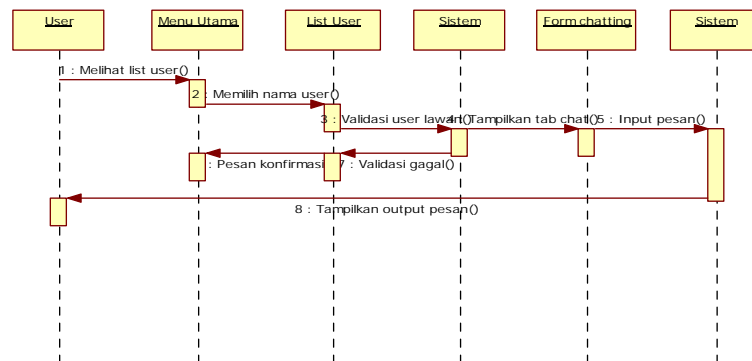 User
Menu Utama
List User
Sistem
Form chatting
Sistem
1 : Melihat list user()
2 : Memilih nama user()
3 : Validasi user lawan()
4 : Tampilkan tab chat()
5 : Input pesan()
: Pesan konfirmasi
7 : Validasi gagal()
8 : Tampilkan output pesan()